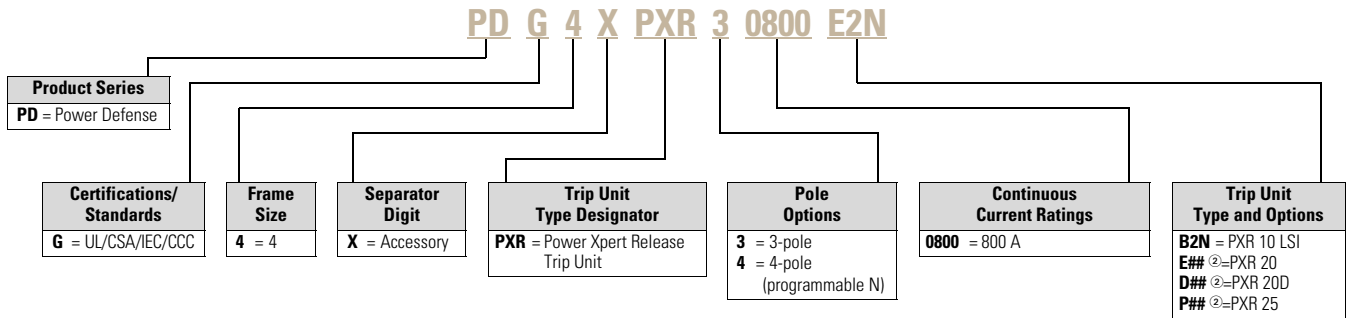 PD G 4 X PXR 3 0800 E2N
Product Series
PD = Power Defense
Certifications/
Standards
G = UL/CSA/IEC/CCC
Frame
Size
4 = 4
Separator
Digit
X = Accessory
Trip Unit
Type Designator
PXR = Power Xpert Release
Trip Unit
Pole
Options
3 = 3-pole
4 = 4-pole
(programmable N)
Continuous
Current Ratings
0800 = 800 A
Trip Unit
Type and Options
B2N = PXR 10 LSI
E## ②=PXR 20
D## ②=PXR 20D
P## ②=PXR 25